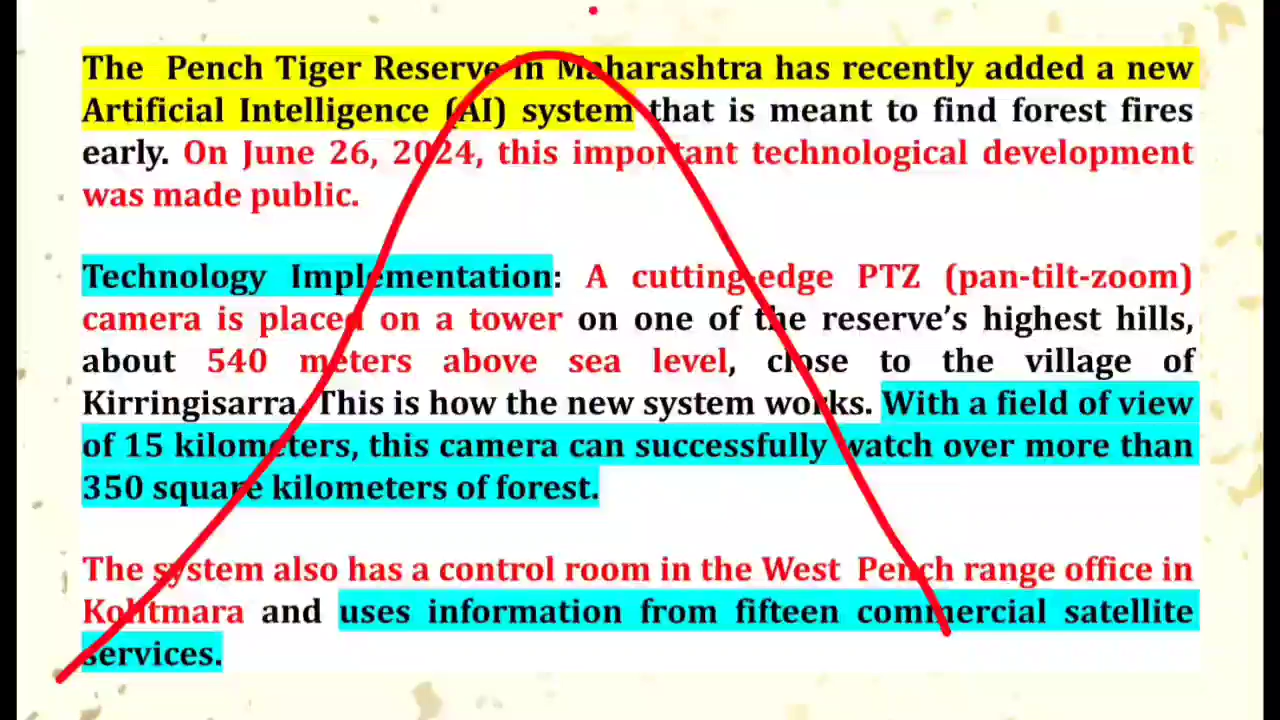 The Pench Tiger Reserve in Maharashtra has recently added a new
Artificial Intelligence (AI) system that is meant to find forest fires
early. On June 26, 2024, this important technological development
was made public.
Technology Implementation: A cutting-edge PTZ (pan-tilt-zoom)
camera is placed on a tower on one of the reserve's highest hills,
about 540 meters above sea level, close to the village of
Kirringisarra. This is how the new system works. With a field of view
of 15 kilometers, this camera can successfully watch over more than
350 square kilometers of forest.
The system also has a control room in the West Pench range office in
Kolitmara and uses information from fifteen commercial satellite
services.